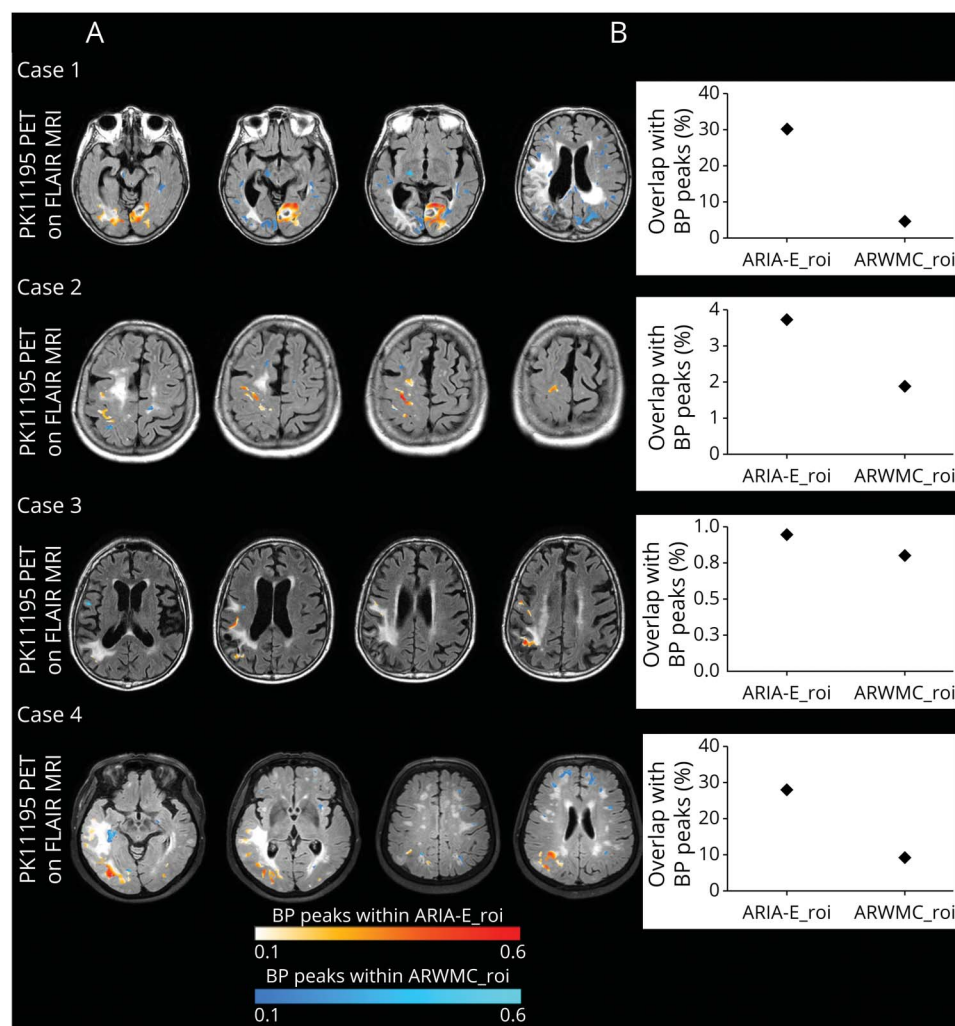 A
B
Case 1
PK11195 PET
on FLAIR MRI
Overlap with
BP peaks (%)
40
30
20
10
0
ARIA-E_roi
ARWMC_roi
Case 2
PK11195 PET
on FLAIR MRI
Overlap with
BP peaks (%)
4
3
2
1
0
ARIA-E_roi
ARWMC_roi
Case 3
PK11195 PET
on FLAIR MRI
Overlap with
BP peaks (%)
1.0
0.8
0.5
0.3
0.0
ARIA-E_roi
ARWMC_roi
Case 4
PK11195 PET
on FLAIR MRI
Overlap with
BP peaks (%)
40
30
20
10
0
ARIA-E_roi
ARWMC_roi
BP peaks within ARIA-E_roi
0.1 0.6
BP peaks within ARWMC_roi
0.1 0.6